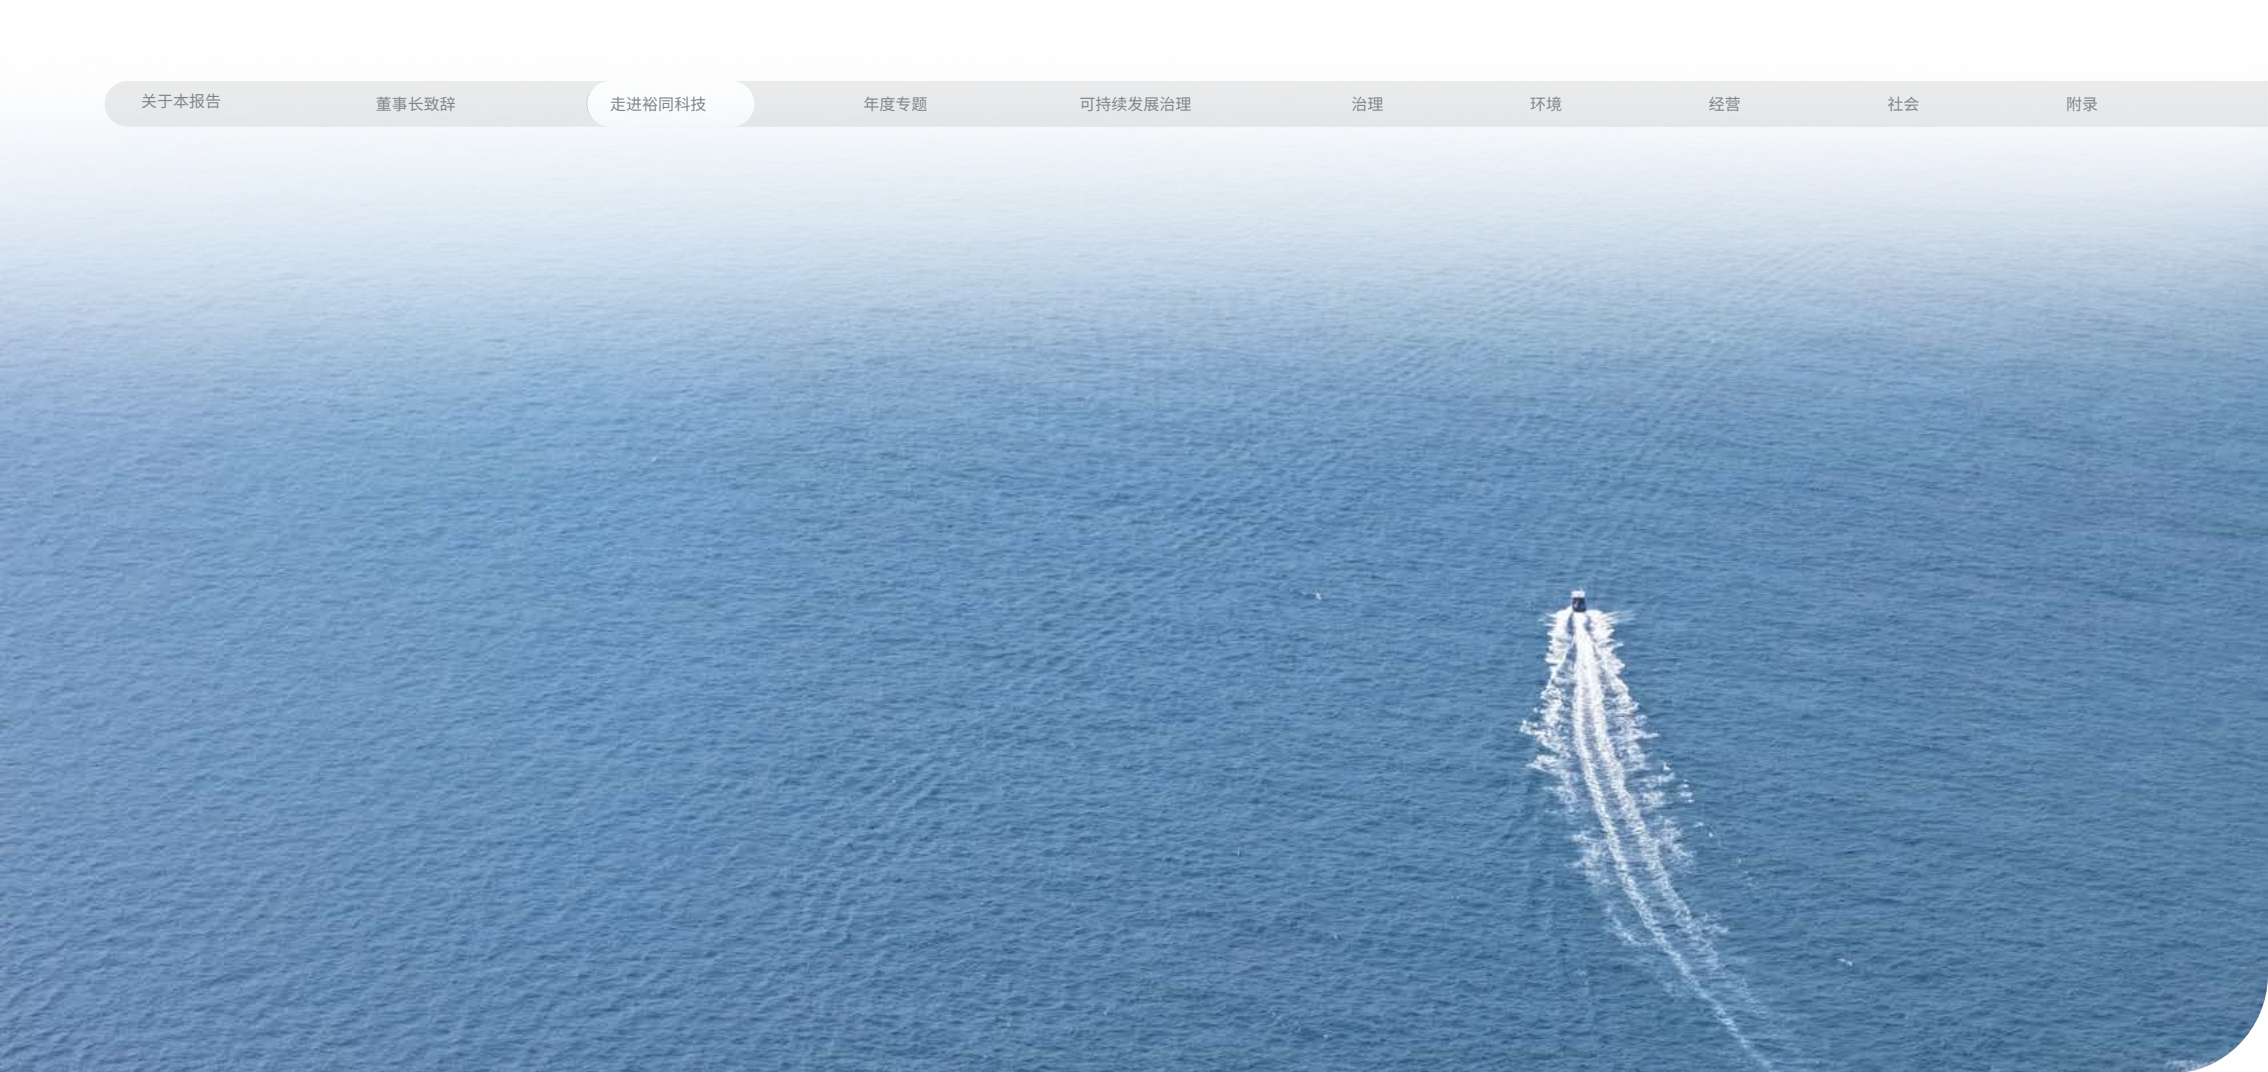 关于本报告 董事长致辞 走进裕同科技 年度专题 可持续发展治理 治理 环境 经营 社会 附录